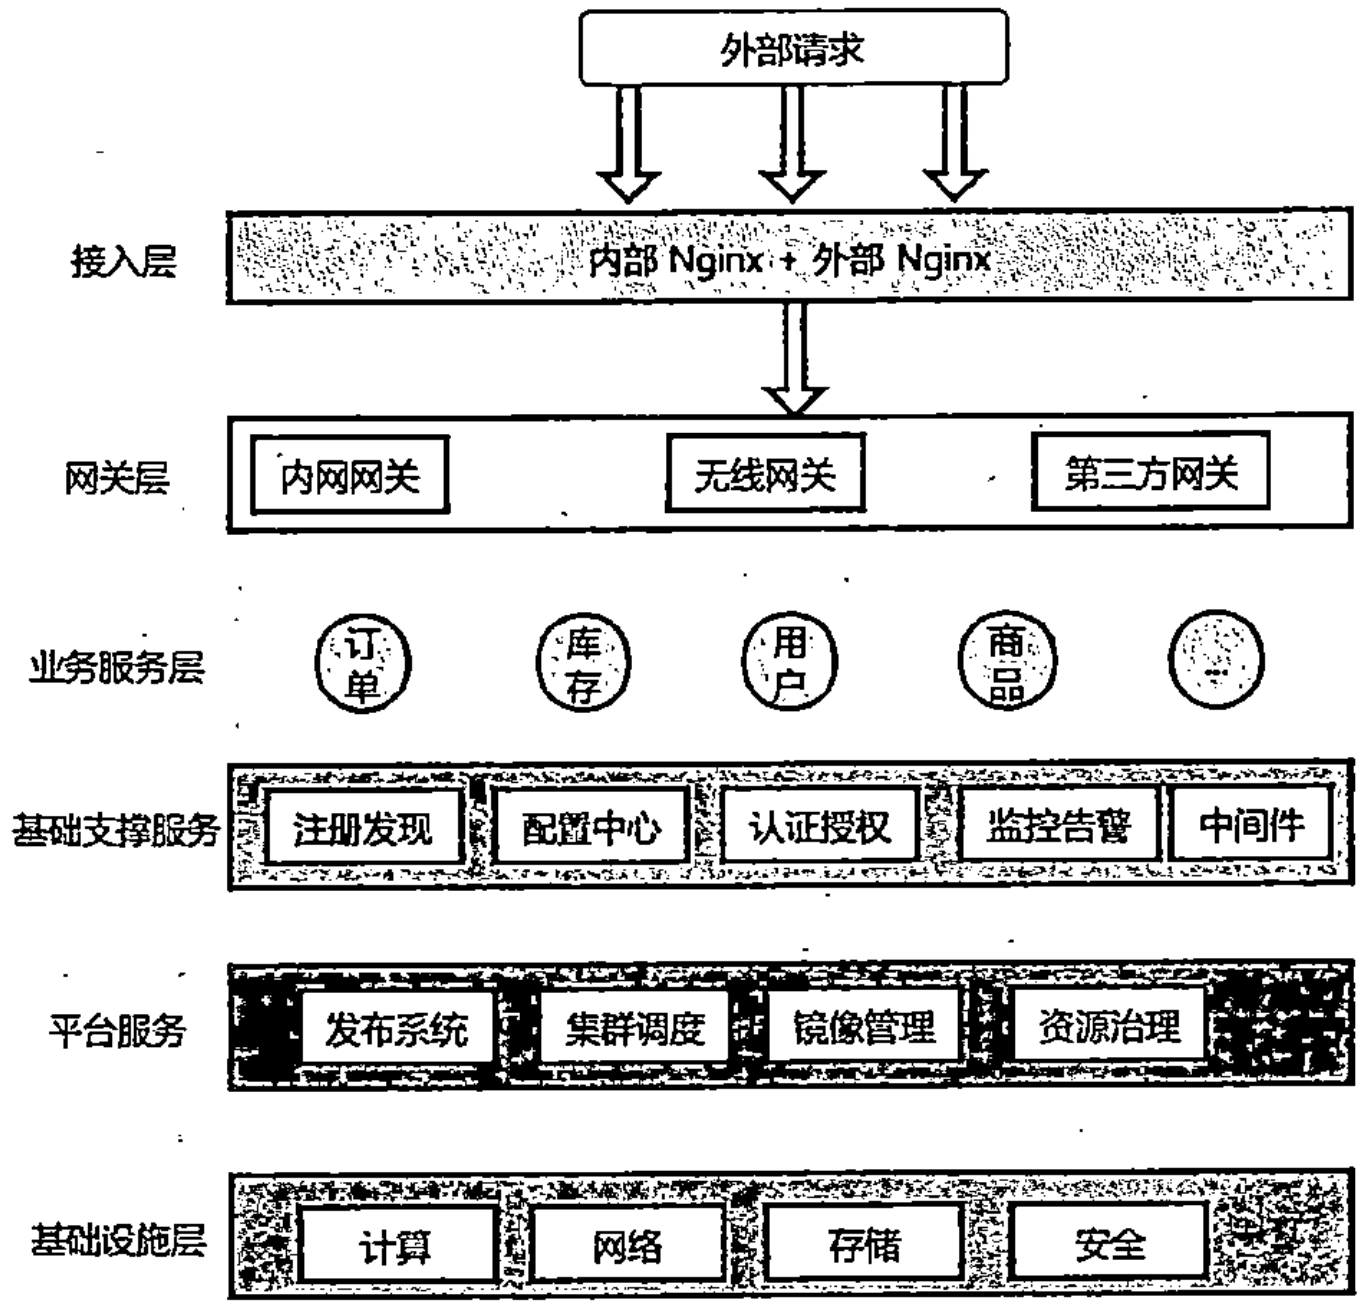 外部请求
接入层
内部 Nginx + 外部 Nginx
网关层
内网网关
无线网关
第三方网关
业务服务层
订单
库存
用户
商品
...
基础支撑服务
注册发现
配置中心
认证授权
监控告警
中间件
平台服务
发布系统
集群调度
镜像管理
资源治理
基础设施层
计算
网络
存储
安全